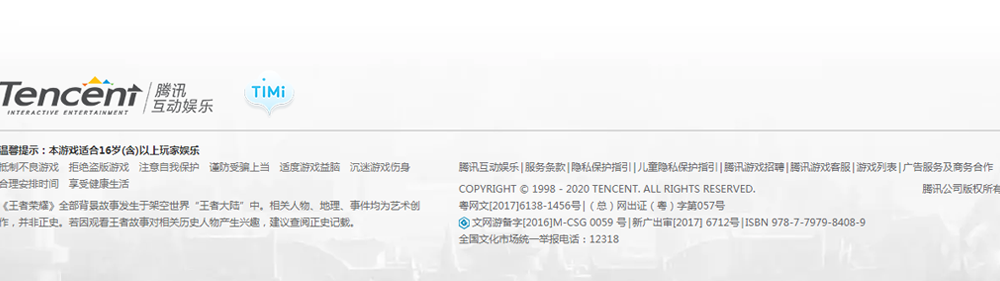 Tencent
INTERACTIVE ENTERTAINMENT
腾讯
互动娱乐
TiMi
温馨提示：本游戏适合16岁(含)以上玩家娱乐
抵制不良游戏 拒绝盗版游戏 注意自我保护 谨防受骗上当 适度游戏益脑 沉迷游戏伤身
合理安排时间 享受健康生活
《王者荣耀》全部背景故事发生于架空世界“王者大陆”中。相关人物、地理、事件均为艺术创
作，并非正史。若因观看王者故事对相关历史人物产生兴趣，建议查阅正史记载。
腾讯互动娱乐|服务条款|隐私保护指引|儿童隐私保护指引|腾讯游戏招聘|腾讯游戏客服|游戏列表|广告服务及商务合作
COPYRIGHT © 1998 - 2020 TENCENT. ALL RIGHTS RESERVED. 腾讯公司版权所有
粤网文[2017]6138-1456号|（总）网出证（粤）字第057号
文网游备字[2016]M-CSG 0059 号|新广出审[2017] 6712号|ISBN 978-7-7979-8408-9
全国文化市场统一举报电话：12318